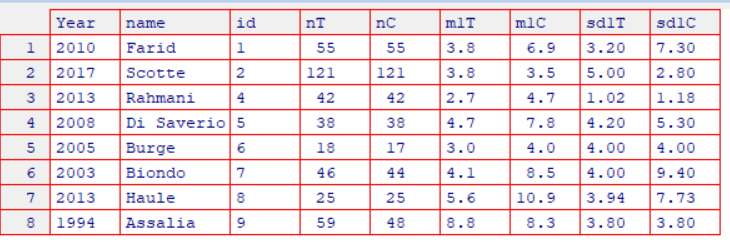 Year name id nT nC m1T m1C sd1T sd1C
1 2010 Farid 1 55 55 3.8 6.9 3.20 7.30
2 2017 Scotte 2 121 121 3.8 3.5 5.00 2.80
3 2013 Rahmani 4 42 42 2.7 4.7 1.02 1.18
4 2008 Di Saverio 5 38 38 4.7 7.8 4.20 5.30
5 2005 Burge 6 18 17 3.0 4.0 4.00 4.00
6 2003 Biondo 7 46 44 4.1 8.5 4.00 9.40
7 2013 Haule 8 25 25 5.6 10.9 3.94 7.73
8 1994 Assalia 9 59 48 8.8 8.3 3.80 3.80